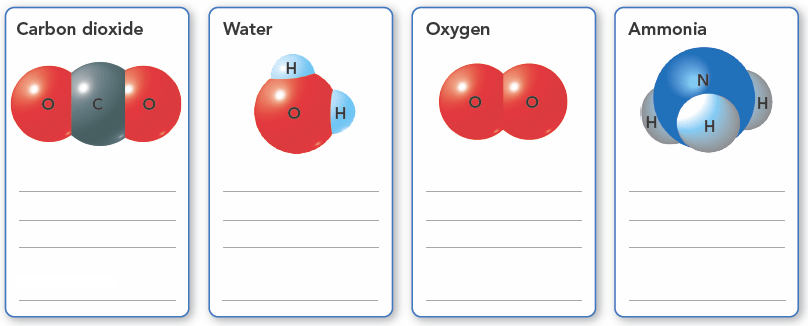 Carbon dioxide
O C O
Water
H
O H
Oxygen
O O
Ammonia
N
H H H